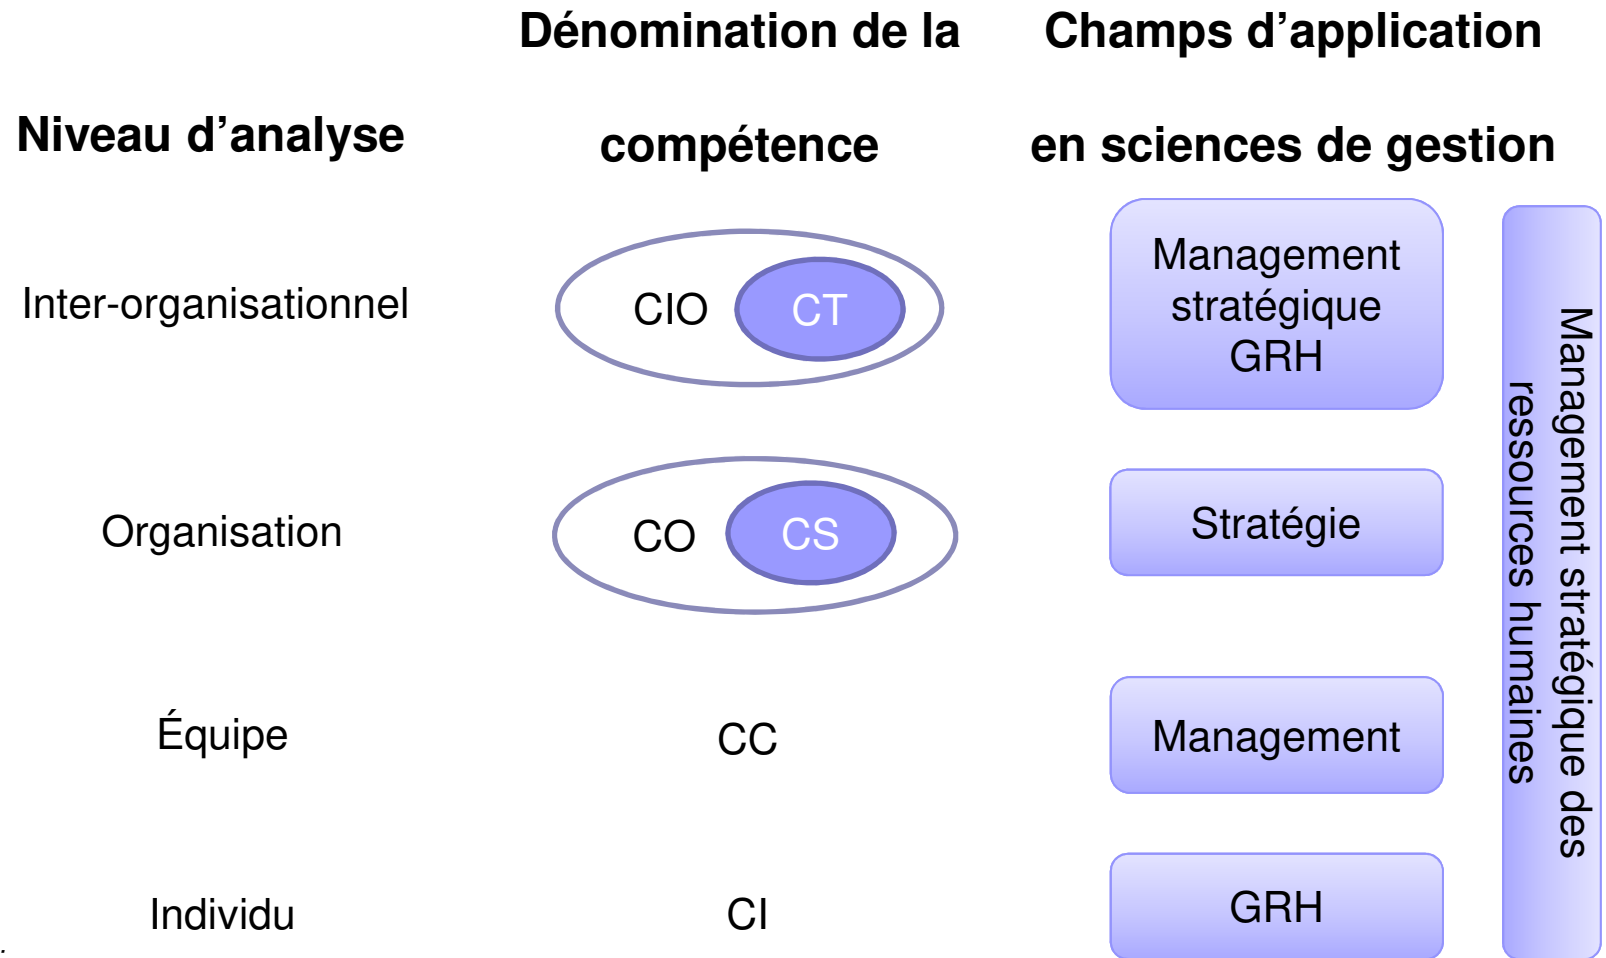 Dénomination de la
compétence
Champs d’application
en sciences de gestion
Niveau d’analyse
Inter-organisationnel
CIO
CT
Management
stratégique
GRH
Organisation
CO
CS
Stratégie
Équipe
CC
Management
Individu
CI
GRH
Management stratégique des
ressources humaines